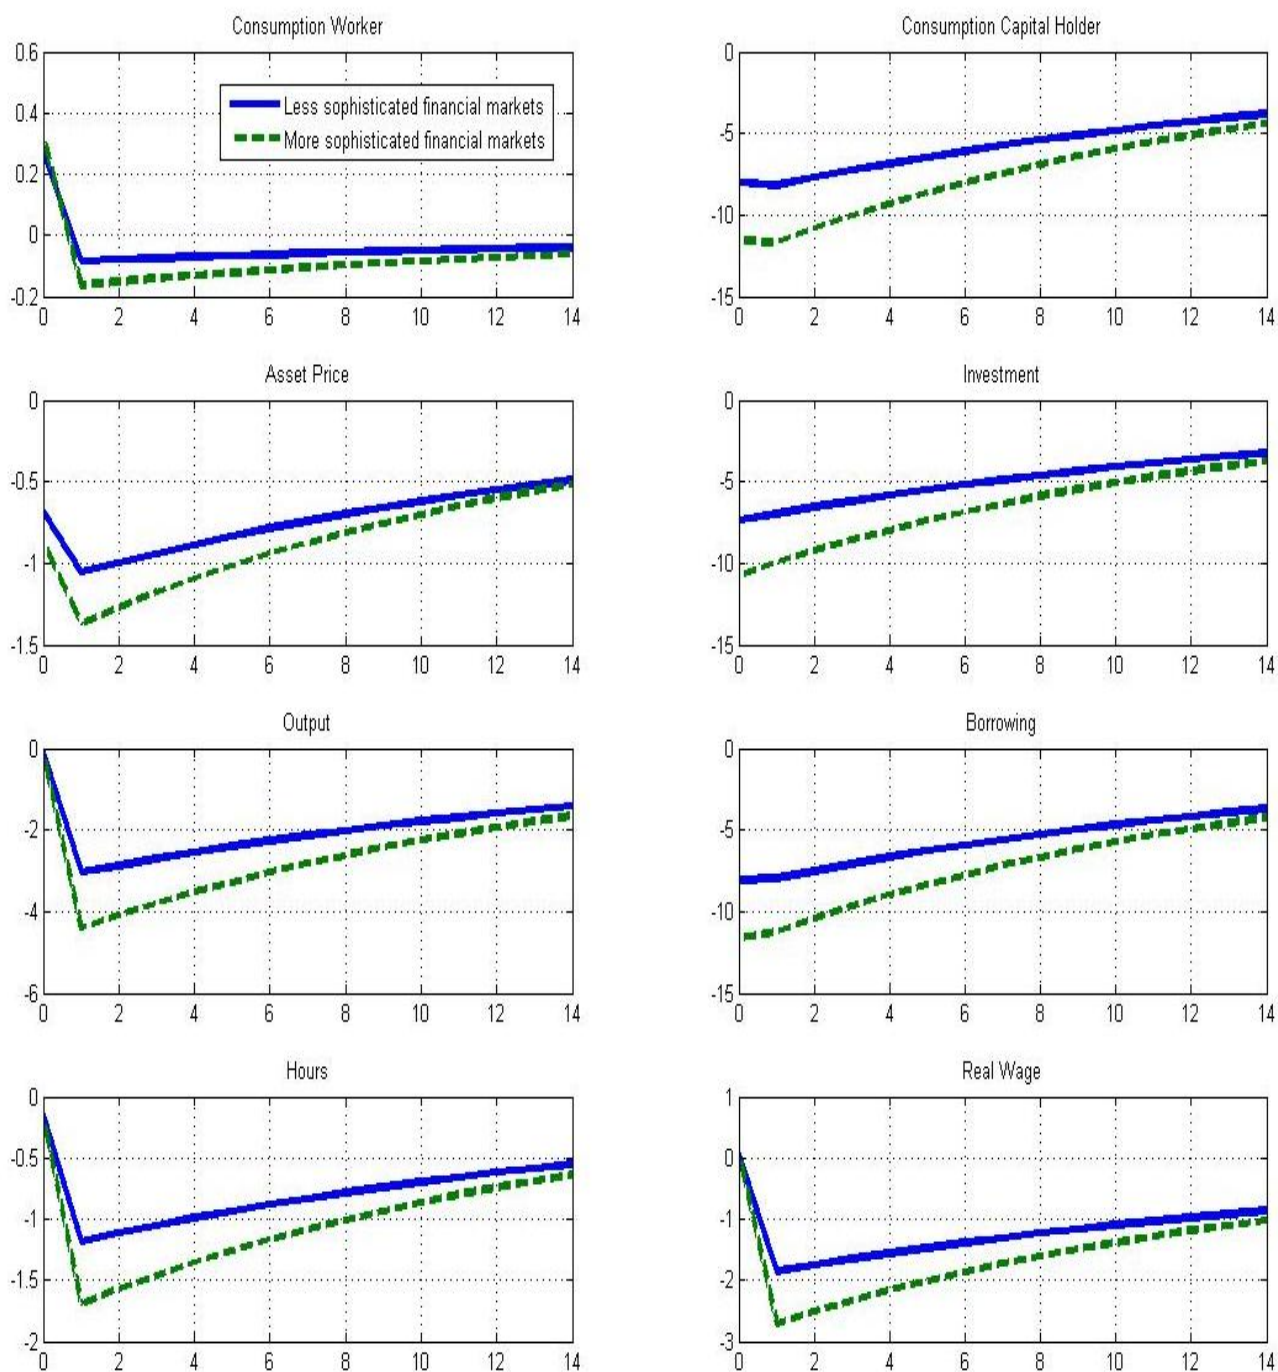 Consumption Worker
0.6
0.4
0.2
0
-0.2
0 2 4 6 8 10 12 14
Less sophisticated financial markets
More sophisticated financial markets
Consumption Capital Holder
0
-5
-10
-15
0 2 4 6 8 10 12 14
Asset Price
0
-0.5
-1
-1.5
0 2 4 6 8 10 12 14
Investment
0
-5
-10
-15
0 2 4 6 8 10 12 14
Output
0
-2
-4
-6
0 2 4 6 8 10 12 14
Borrowing
0
-5
-10
-15
0 2 4 6 8 10 12 14
Hours
0
-0.5
-1
-1.5
-2
0 2 4 6 8 10 12 14
Real Wage
1
0
-1
-2
-3
0 2 4 6 8 10 12 14